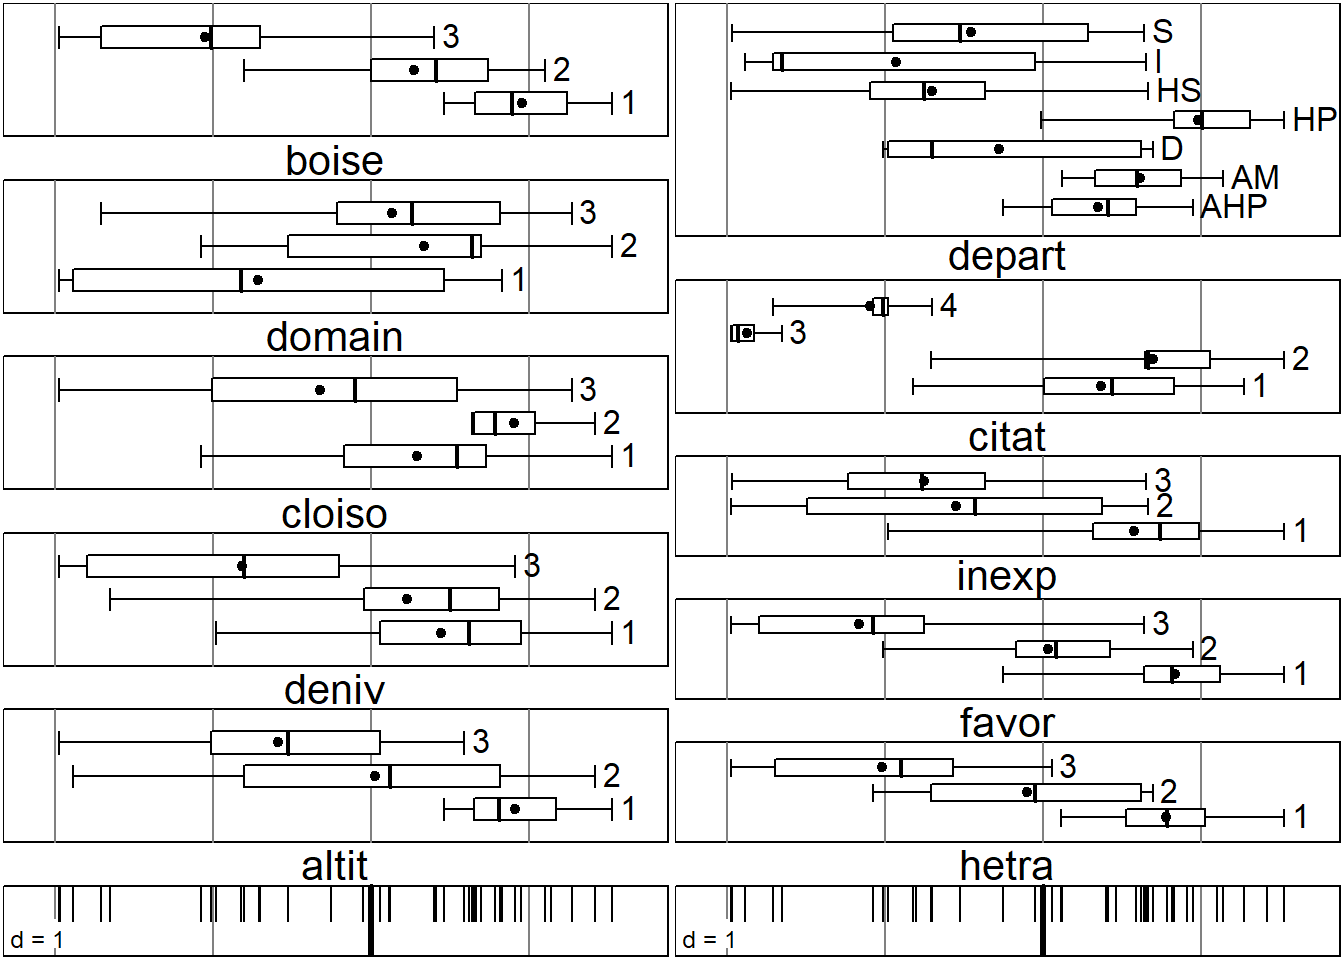 3
2
1
boise
3
2
1
domain
3
2
1
cloiso
3
2
1
deniv
3
2
1
altit
d = 1
S
I
HS
HP
D
AM
AHP
depart
4
3
2
1
citat
3
2
1
inexp
3
2
1
favor
3
2
1
hetra
d = 1